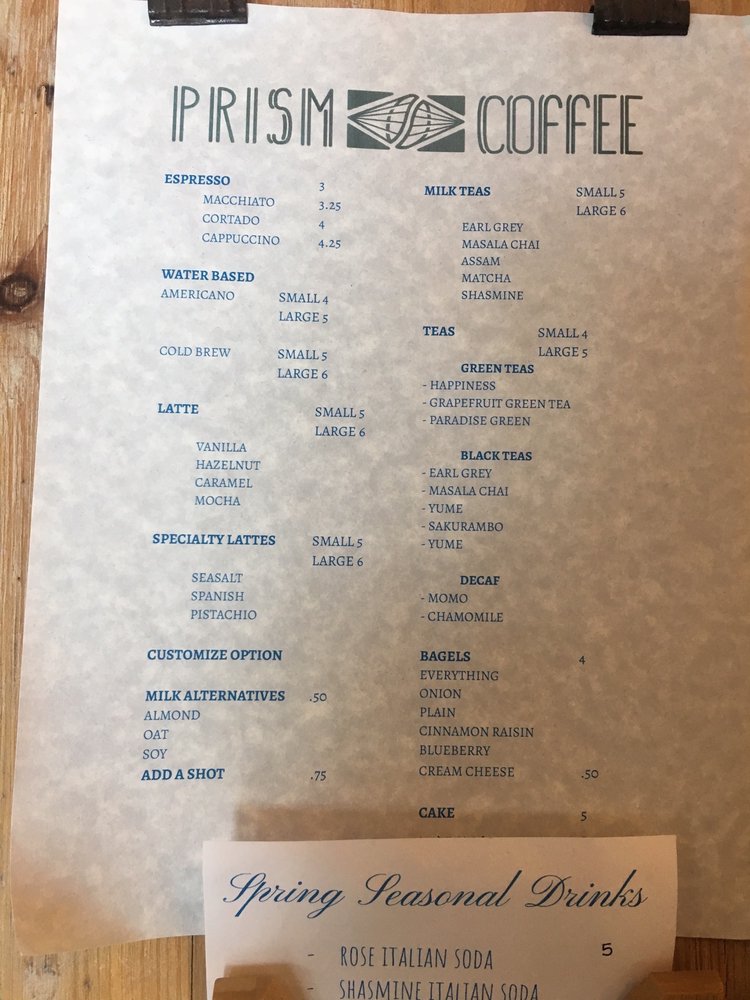 PRISM COFFEE
ESPRESSO 3
MACCHIATO 3.25
CORTADO 4
CAPPUCCINO 4.25
WATER BASED
AMERICANO SMALL 4
LARGE 5
COLD BREW SMALL 5
LARGE 6
LATTE SMALL 5
LARGE 6
VANILLA
HAZELNUT
CARAMEL
MOCHA
SPECIALTY LATTES SMALL 5
LARGE 6
SEASALT
SPANISH
PISTACHIO
CUSTOMIZE OPTION
MILK ALTERNATIVES .50
ALMOND
OAT
SOY
ADD A SHOT .75
MILK TEAS SMALL 5
LARGE 6
EARL GREY
MASALA CHAI
ASSAM
MATCHA
SHASMINE
TEAS SMALL 4
LARGE 5
GREEN TEAS
- HAPPINESS
- GRAPEFRUIT GREEN TEA
- PARADISE GREEN
BLACK TEAS
- EARL GREY
- MASALA CHAI
- YUME
- SAKURAMBO
- YUME
DECAF
- MOMO
- CHAMOMILE
BAGELS 4
EVERYTHING
ONION
PLAIN
CINNAMON RAISIN
BLUEBERRY
CREAM CHEESE .50
CAKE 5
Spring Seasonal Drinks
- ROSE ITALIAN SODA 5
- SHASMINE ITALIAN SODA